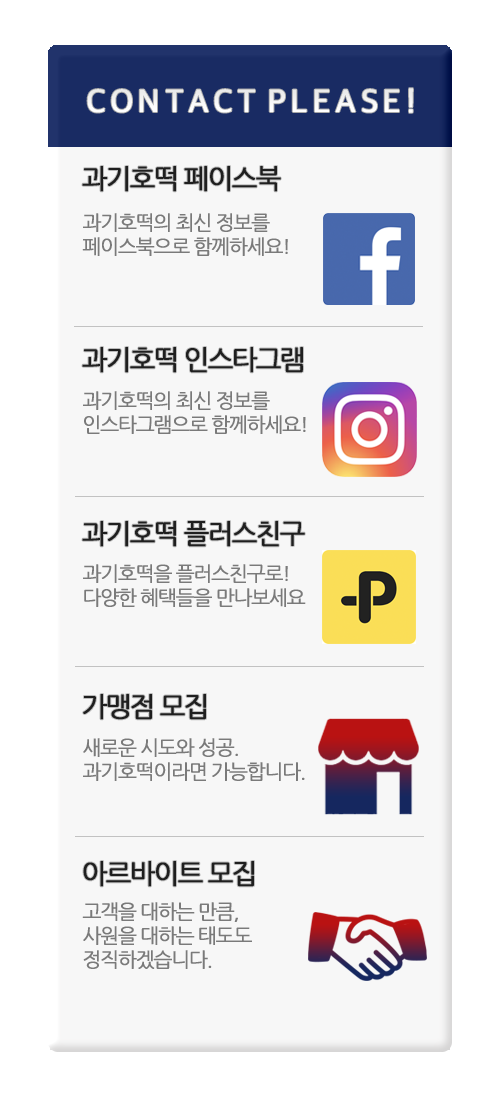 CONTACT PLEASE!
과기호떡 페이스북
과기호떡의 최신 정보를
페이스북으로 함께하세요!
과기호떡 인스타그램
과기호떡의 최신 정보를
인스타그램으로 함께하세요!
과기호떡 플러스친구
과기호떡을 플러스친구로!
다양한 혜택들을 만나보세요
가맹점 모집
새로운 시도와 성공.
과기호떡이라면 가능합니다.
아르바이트 모집
고객을 대하는 만큼,
사원을 대하는 태도도
정직하겠습니다.